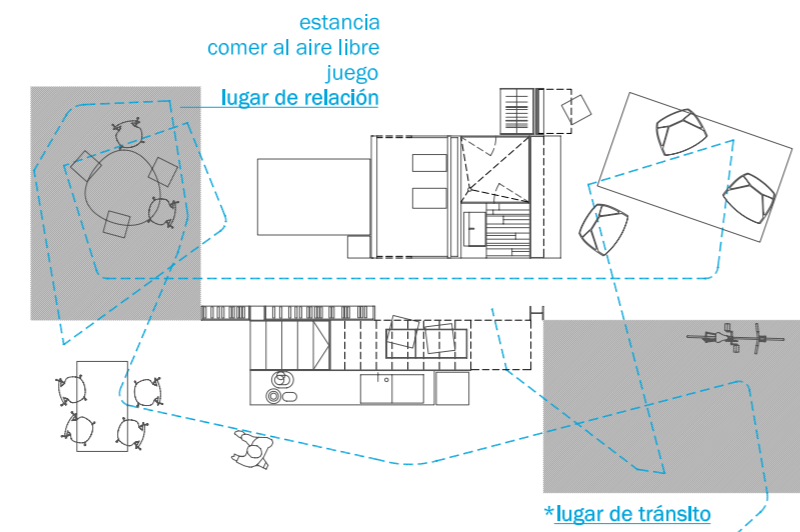 estancia
comer al aire libre
juego
lugar de relación
*lugar de tránsito